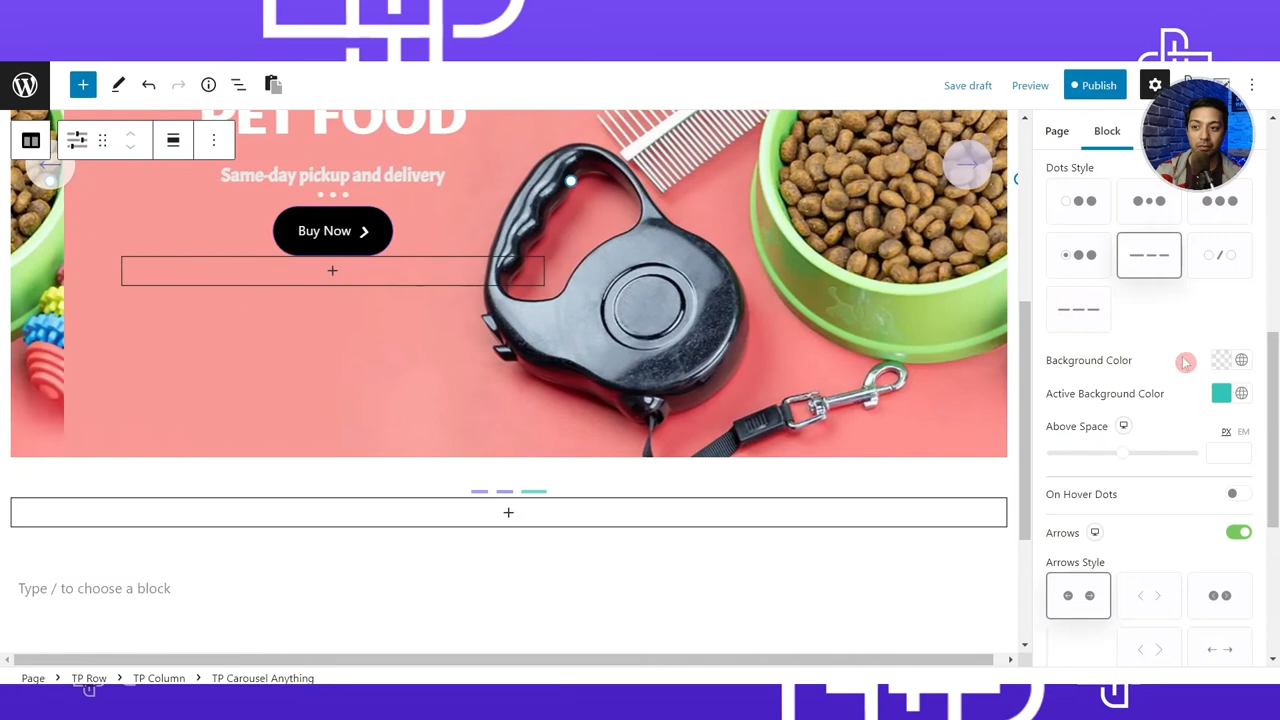 Save draft
Preview
Publish
PET FOOD
Same-day pickup and delivery
Buy Now
Type / to choose a block
Page
Block
Dots Style
Background Color
Active Background Color
Above Space
PX
EM
On Hover Dots
Arrows
Arrows Style
Page
TP Row
TP Column
TP Carousel Anything